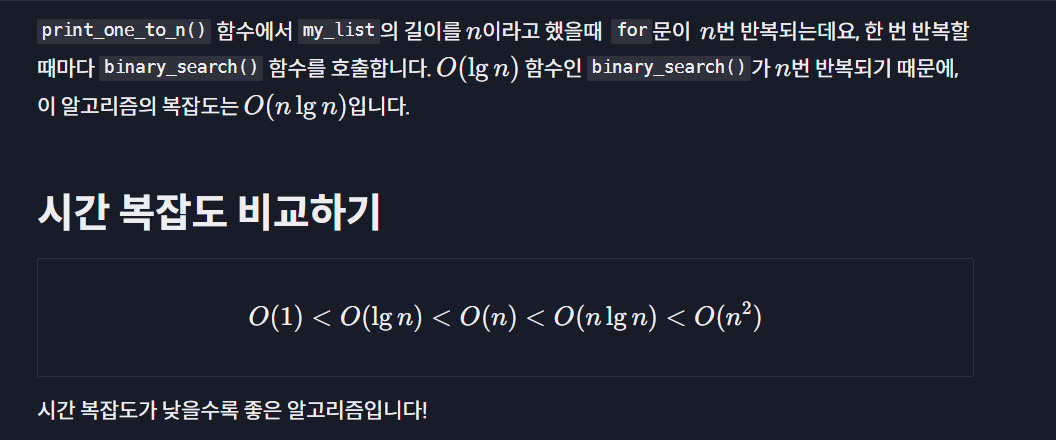 print_one_to_n() 함수에서 my_list의 길이를 n이라고 했을때 for문이 n번 반복되는데요, 한 번 반복할
때마다 binary_search() 함수를 호출합니다. O(lg n) 함수인 binary_search()가 n번 반복되기 때문에,
이 알고리즘의 복잡도는 O(n lg n)입니다.
시간 복잡도 비교하기
O(1) < O(lg n) < O(n) < O(n lg n) < O(n²)
시간 복잡도가 낮을수록 좋은 알고리즘입니다!